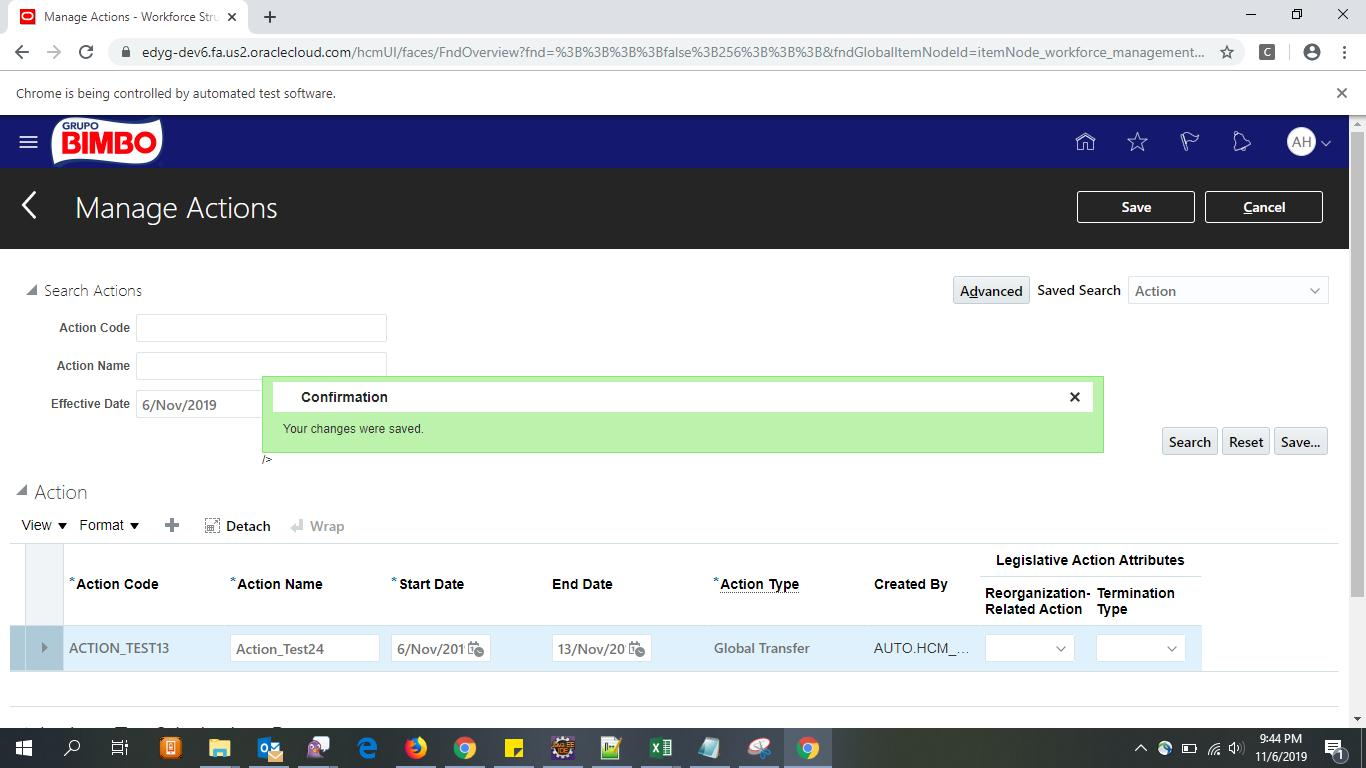 Manage Actions - Workforce Stru
edyg-dev6.fa.us2.oraclecloud.com/hcmUI/faces/FndOverview?fnd=%3B%3B%3B%3Bfalse%3B256%3B%3B%3B&fndGlobalItemNodeId=itemNode_workforce_management...
C
Chrome is being controlled by automated test software.
GRUPO
BIMBO
AH
Manage Actions
Save
Cancel
Search Actions
Advanced
Saved Search
Action
Action Code
Action Name
Effective Date 6/Nov/2019
Confirmation
Your changes were saved.
/>
Search Reset Save...
Action
View Format Detach Wrap
Legislative Action Attributes
*Action Code *Action Name *Start Date End Date *Action Type Created By
Reorganization- Termination
Related Action Type
ACTION_TEST13 Action_Test24 6/Nov/201 13/Nov/20 Global Transfer AUTO.HCM_...
9:44 PM
11/6/2019
1